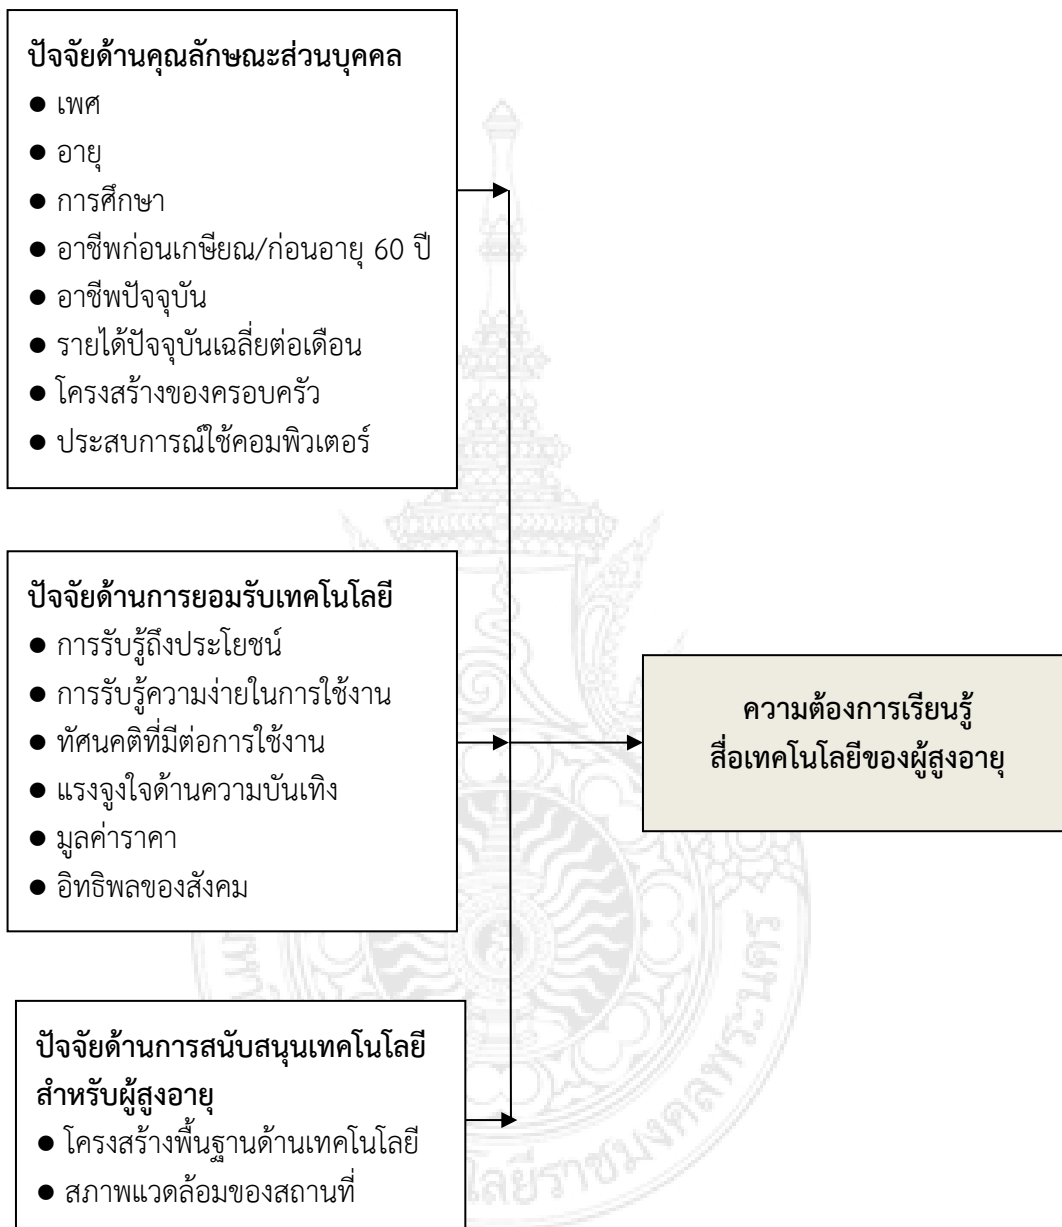 ปัจจัยด้านคุณลักษณะส่วนบุคคล
● เพศ
● อายุ
● การศึกษา
● อาชีพก่อนเกษียณ/ก่อนอายุ 60 ปี
● อาชีพปัจจุบัน
● รายได้ปัจจุบันเฉลี่ยต่อเดือน
● โครงสร้างของครอบครัว
● ประสบการณ์ใช้คอมพิวเตอร์
ปัจจัยด้านการยอมรับเทคโนโลยี
● การรับรู้ถึงประโยชน์
● การรับรู้ความง่ายในการใช้งาน
● ทัศนคติที่มีต่อการใช้งาน
● แรงจูงใจด้านความบันเทิง
● มูลค่าราคา
● อิทธิพลของสังคม
ความต้องการเรียนรู้
สื่อเทคโนโลยีของผู้สูงอายุ
ปัจจัยด้านการสนับสนุนเทคโนโลยี
สำหรับผู้สูงอายุ
● โครงสร้างพื้นฐานด้านเทคโนโลยี
● สภาพแวดล้อมของสถานที่
โลยีราชมงคลพระนคร